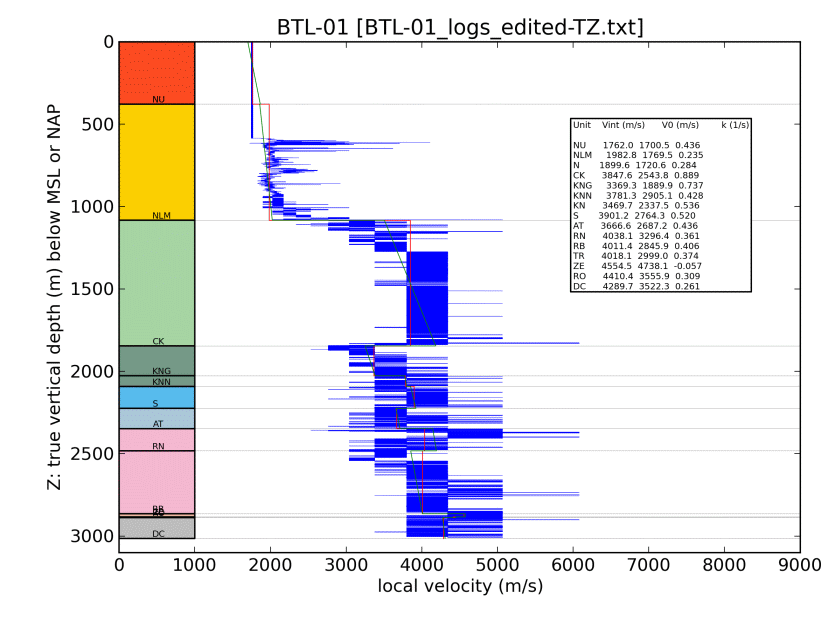 BTL-01 [BTL-01_logs_edited-TZ.txt]
Z: true vertical depth (m) below MSL or NAP
0
500
1000
1500
2000
2500
3000
NU
NLM
CK
KNG
KNN
S
AT
RN
DC
Unit Vint (m/s) V0 (m/s) k (1/s)
NU 1762.0 1700.5 0.436
NLM 1982.8 1769.5 0.235
N 1899.6 1720.6 0.284
CK 3847.6 2543.8 0.889
KNG 3369.3 1889.9 0.737
KNN 3781.3 2905.1 0.428
KN 3469.7 2337.5 0.536
S 3901.2 2764.3 0.520
AT 3666.6 2687.2 0.436
RN 4038.1 3296.4 0.361
RB 4011.4 2845.9 0.406
TR 4018.1 2999.0 0.374
ZE 4554.5 4738.1 -0.057
RO 4410.4 3555.9 0.309
DC 4289.7 3522.3 0.261
0 1000 2000 3000 4000 5000 6000 7000 8000 9000
local velocity (m/s)